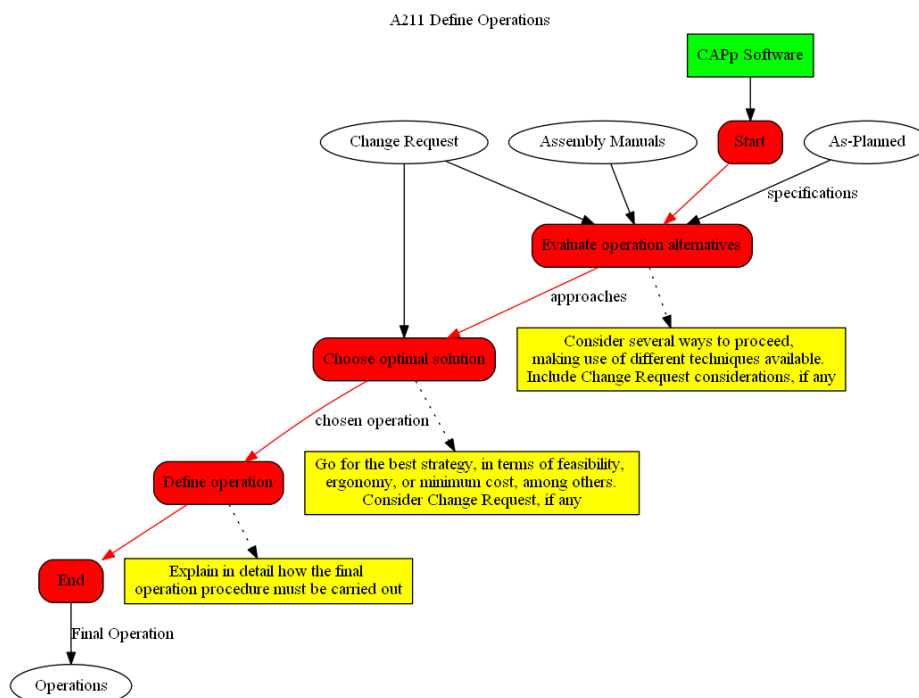 A211 Define Operations
CAPp Software
Change Request
Assembly Manuals
Start
As-Planned
specifications
Evaluate operation alternatives
approaches
Choose optimal solution
Consider several ways to proceed,
making use of different techniques available.
Include Change Request considerations, if any
chosen operation
Go for the best strategy, in terms of feasibility,
ergonomy, or minimum cost, among others.
Consider Change Request, if any
Define operation
End
Explain in detail how the final
operation procedure must be carried out
Final Operation
Operations